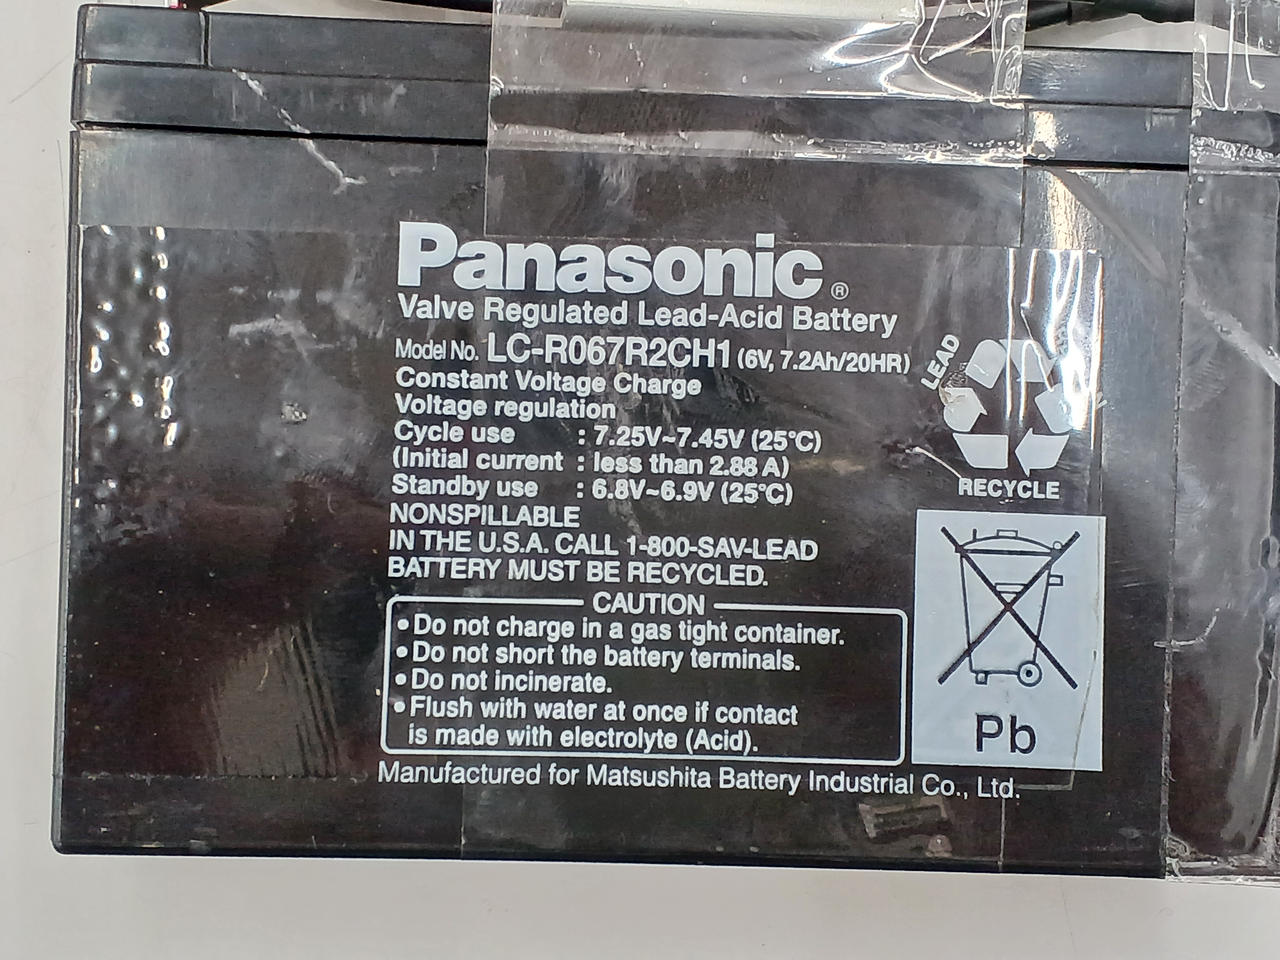 Panasonic®
Valve Regulated Lead-Acid Battery
Model No. LC-R067R2CH1 (6V, 7.2Ah/20HR)
Constant Voltage Charge
Voltage regulation
Cycle use : 7.25V~7.45V (25°C)
(Initial current : less than 2.88 A)
Standby use : 6.8V~6.9V (25°C)
NONSPILLABLE
IN THE U.S.A. CALL 1-800-SAV-LEAD
BATTERY MUST BE RECYCLED.
CAUTION
•Do not charge in a gas tight container.
•Do not short the battery terminals.
•Do not incinerate.
•Flush with water at once if contact
is made with electrolyte (Acid).
Manufactured for Matsushita Battery Industrial Co., Ltd.
LEAD
RECYCLE
Pb